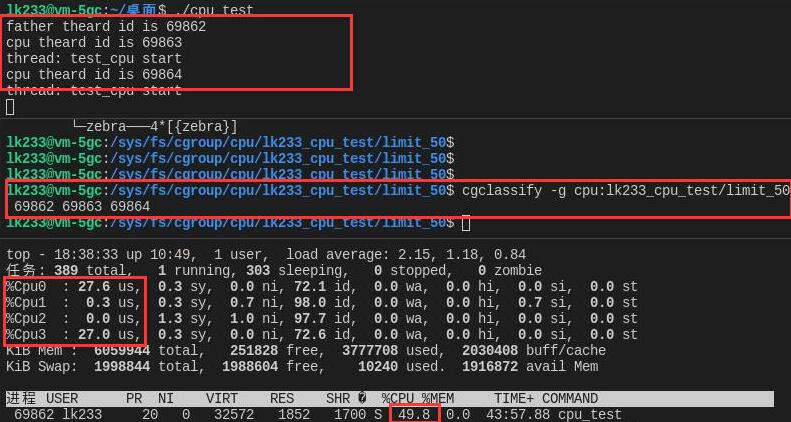 lk233@vm-5gc:~/桌面$ ./cpu_test
father theard id is 69862
cpu theard id is 69863
thread: test_cpu start
cpu theard id is 69864
thread: test_cpu start
└─zebra───4*[{zebra}]
lk233@vm-5gc:/sys/fs/cgroup/cpu/lk233_cpu_test/limit_50$
lk233@vm-5gc:/sys/fs/cgroup/cpu/lk233_cpu_test/limit_50$
lk233@vm-5gc:/sys/fs/cgroup/cpu/lk233_cpu_test/limit_50$
lk233@vm-5gc:/sys/fs/cgroup/cpu/lk233_cpu_test/limit_50$ cgclassify -g cpu:lk233_cpu_test/limit_50
69862 69863 69864
lk233@vm-5gc:/sys/fs/cgroup/cpu/lk233_cpu_test/limit_50$
top - 18:38:33 up 10:49,  1 user,  load average: 2.15, 1.18, 0.84
任务: 389 total,   1 running, 303 sleeping,   0 stopped,   0 zombie
%Cpu0  : 27.6 us,  0.3 sy,  0.0 ni, 72.1 id,  0.0 wa,  0.0 hi,  0.0 si,  0.0 st
%Cpu1  :  0.3 us,  0.3 sy,  0.7 ni, 98.0 id,  0.0 wa,  0.0 hi,  0.7 si,  0.0 st
%Cpu2  :  0.0 us,  1.3 sy,  1.0 ni, 97.7 id,  0.0 wa,  0.0 hi,  0.0 si,  0.0 st
%Cpu3  : 27.0 us,  0.3 sy,  0.0 ni, 72.6 id,  0.0 wa,  0.0 hi,  0.0 si,  0.0 st
KiB Mem :  6059944 total,   251828 free,  3777708 used,  2030408 buff/cache
KiB Swap:  1998844 total,  1988604 free,    10240 used.  1916872 avail Mem
进程 USER      PR  NI    VIRT    RES    SHR �  %CPU %MEM     TIME+ COMMAND
69862 lk233     20   0   32572   1852   1700 S  49.8  0.0  43:57.88 cpu_test